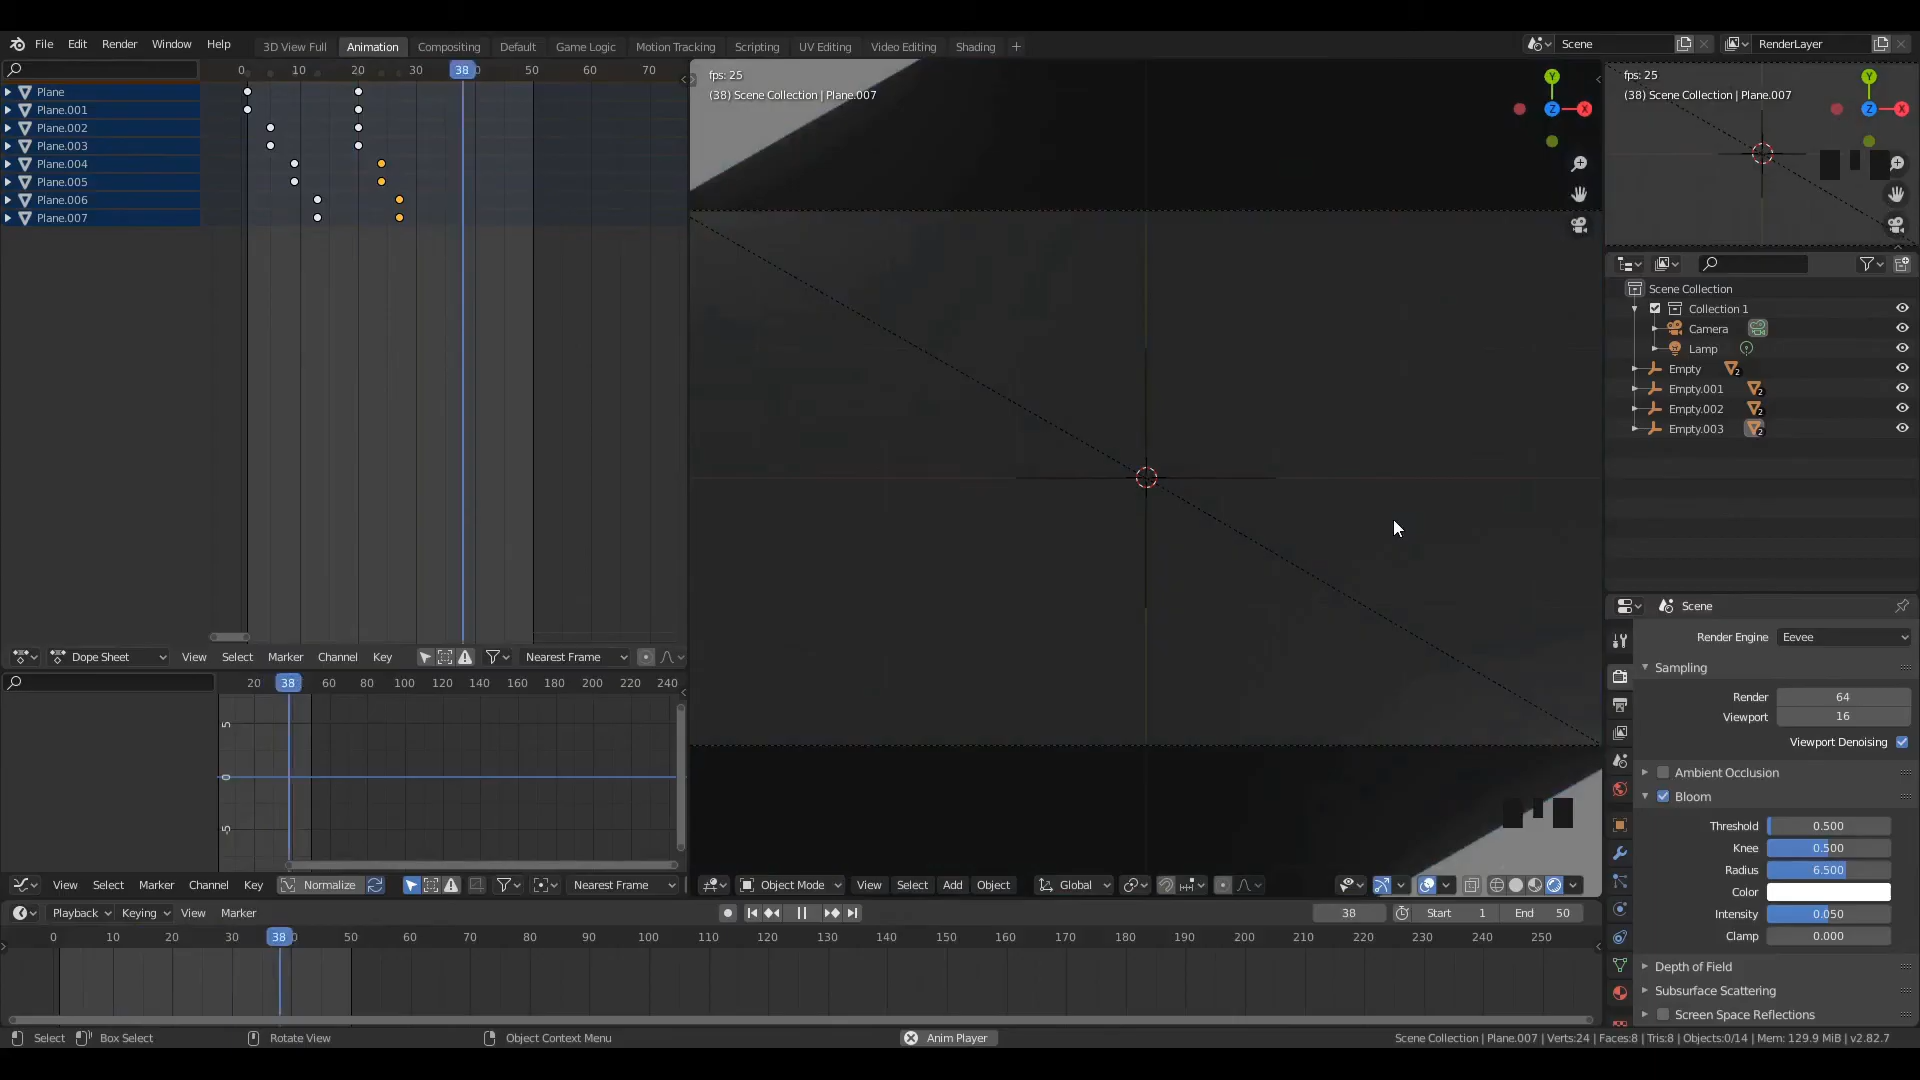 File Edit Render Window Help
3D View Full Animation Compositing Default Game Logic Motion Tracking Scripting UV Editing Video Editing Shading
Scene
RenderLayer
0 10 20 30 38 0 50 60 70
Plane
Plane.001
Plane.002
Plane.003
Plane.004
Plane.005
Plane.006
Plane.007
fps: 25
(38) Scene Collection | Plane.007
Y
Z
X
fps: 25
(38) Scene Collection | Plane.007
Y
Z
X
Scene Collection
Collection 1
Camera
Lamp
Empty 2
Empty.001 2
Empty.002 2
Empty.003 2
Dope Sheet View Select Marker Channel Key Nearest Frame
20 38 60 80 100 120 140 160 180 200 220 240
5
0
-5
View Select Marker Channel Key Normalize Nearest Frame
Object Mode View Select Add Object Global
Scene
Render Engine Eevee
Sampling
Render 64
Viewport 16
Viewport Denoising
Ambient Occlusion
Bloom
Threshold 0.500
Knee 0.500
Radius 6.500
Color
Intensity 0.050
Clamp 0.000
Depth of Field
Subsurface Scattering
Screen Space Reflections
Playback Keying View Marker
38 Start 1 End 50
0 10 20 30 38 0 50 60 70 80 90 100 110 120 130 140 150 160 170 180 190 200 210 220 230 240 250
Select Box Select Rotate View Object Context Menu Anim Player
Scene Collection | Plane.007 | Verts:24 | Faces:8 | Tris:8 | Objects:0/14 | Mem: 129.9 MiB | v2.82.7